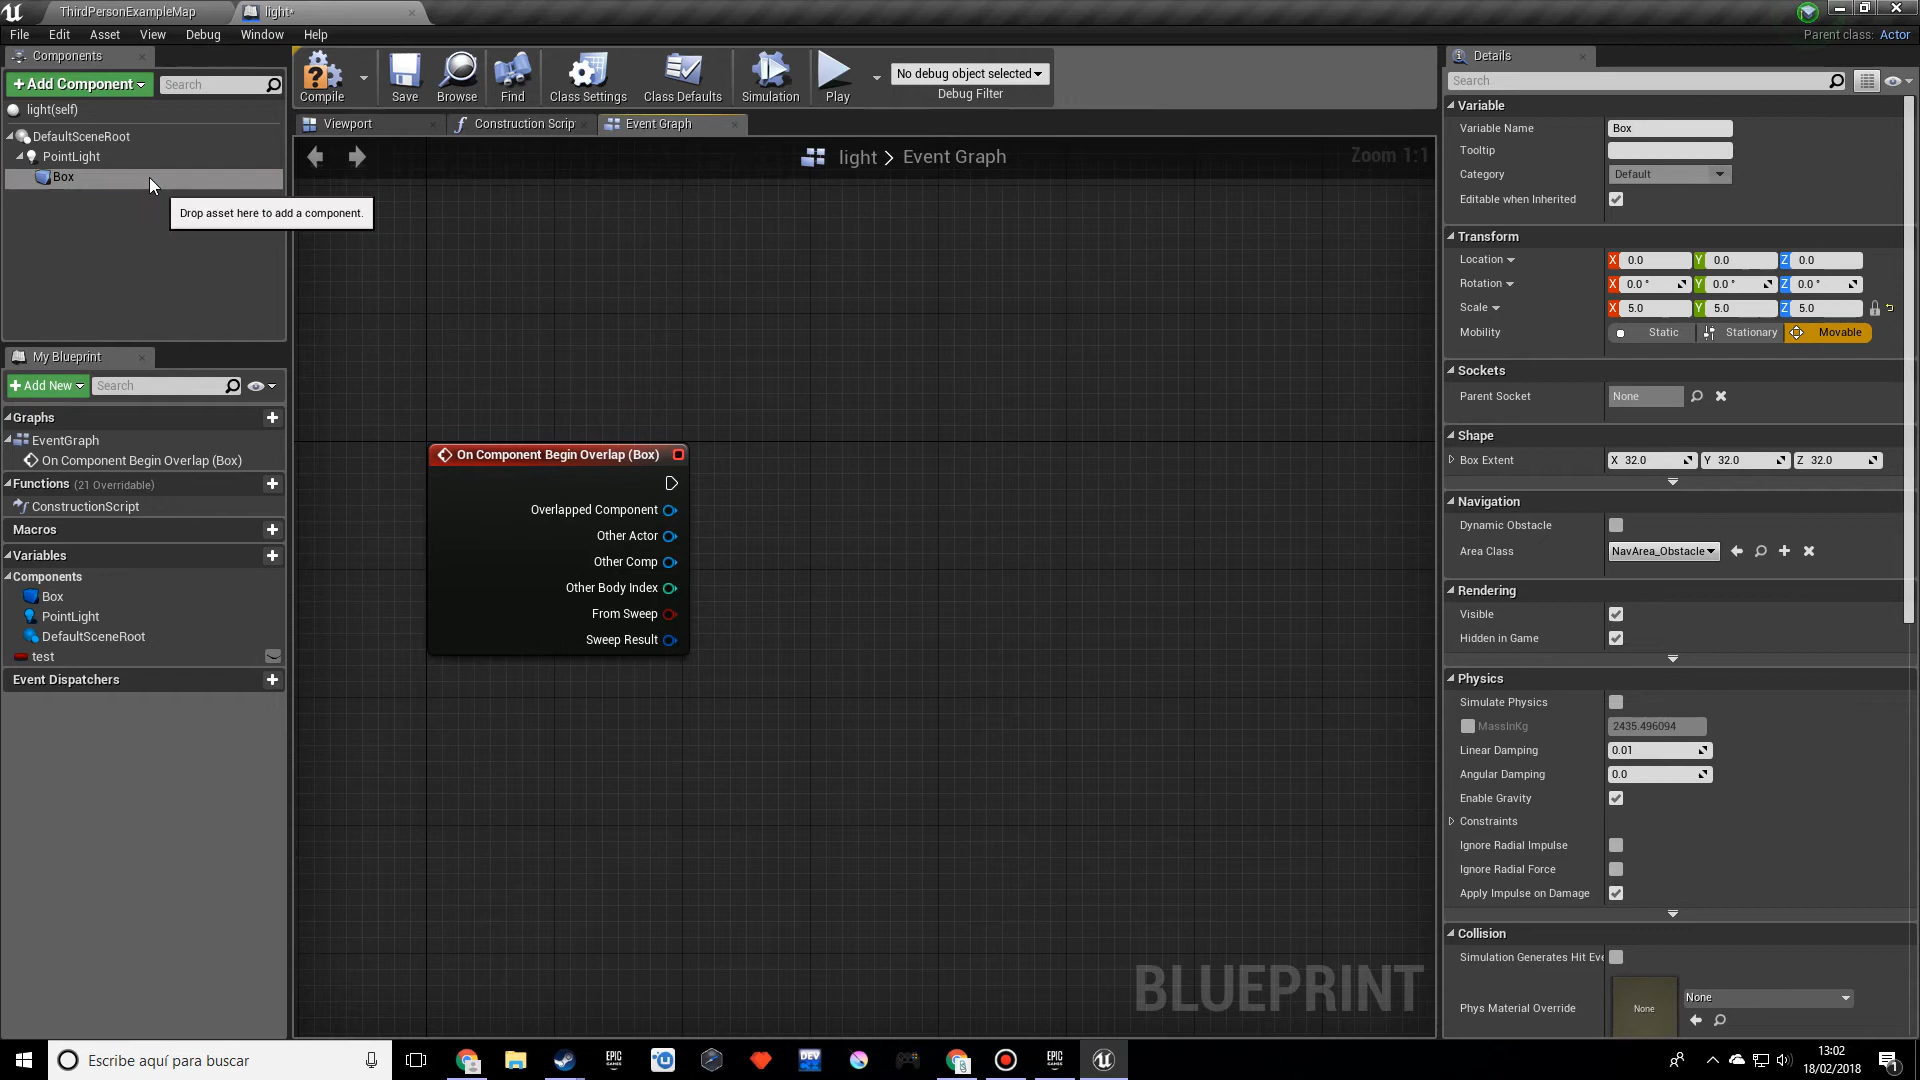 ThirdPersonExampleMap
light*
File Edit Asset View Debug Window Help
Parent class: Actor
Components
+Add Component
Search
light(self)
DefaultSceneRoot
PointLight
Box
Drop asset here to add a component.
Compile
Save
Browse
Find
Class Settings
Class Defaults
Simulation
Play
No debug object selected
Debug Filter
Viewport
Construction Scrip
Event Graph
light > Event Graph
Zoom 1:1
On Component Begin Overlap (Box)
Overlapped Component
Other Actor
Other Comp
Other Body Index
From Sweep
Sweep Result
BLUEPRINT
My Blueprint
+Add New
Search
Graphs
EventGraph
On Component Begin Overlap (Box)
Functions (21 Overridable)
ConstructionScript
Macros
Variables
Components
Box
PointLight
DefaultSceneRoot
test
Event Dispatchers
Details
Search
Variable
Variable Name Box
Tooltip
Category Default
Editable when Inherited
Transform
Location X 0.0 Y 0.0 Z 0.0
Rotation X 0.0 ° Y 0.0 ° Z 0.0 °
Scale X 5.0 Y 5.0 Z 5.0
Mobility Static Stationary Movable
Sockets
Parent Socket None
Shape
Box Extent X 32.0 Y 32.0 Z 32.0
Navigation
Dynamic Obstacle
Area Class NavArea_Obstacle
Rendering
Visible
Hidden in Game
Physics
Simulate Physics
MassInKg 2435.496094
Linear Damping 0.01
Angular Damping 0.0
Enable Gravity
Constraints
Ignore Radial Impulse
Ignore Radial Force
Apply Impulse on Damage
Collision
Simulation Generates Hit Eve
Phys Material Override None None
Escribe aquí para buscar
EPIC GAMES
DEV
EPIC GAMES
13:02
18/02/2018
1